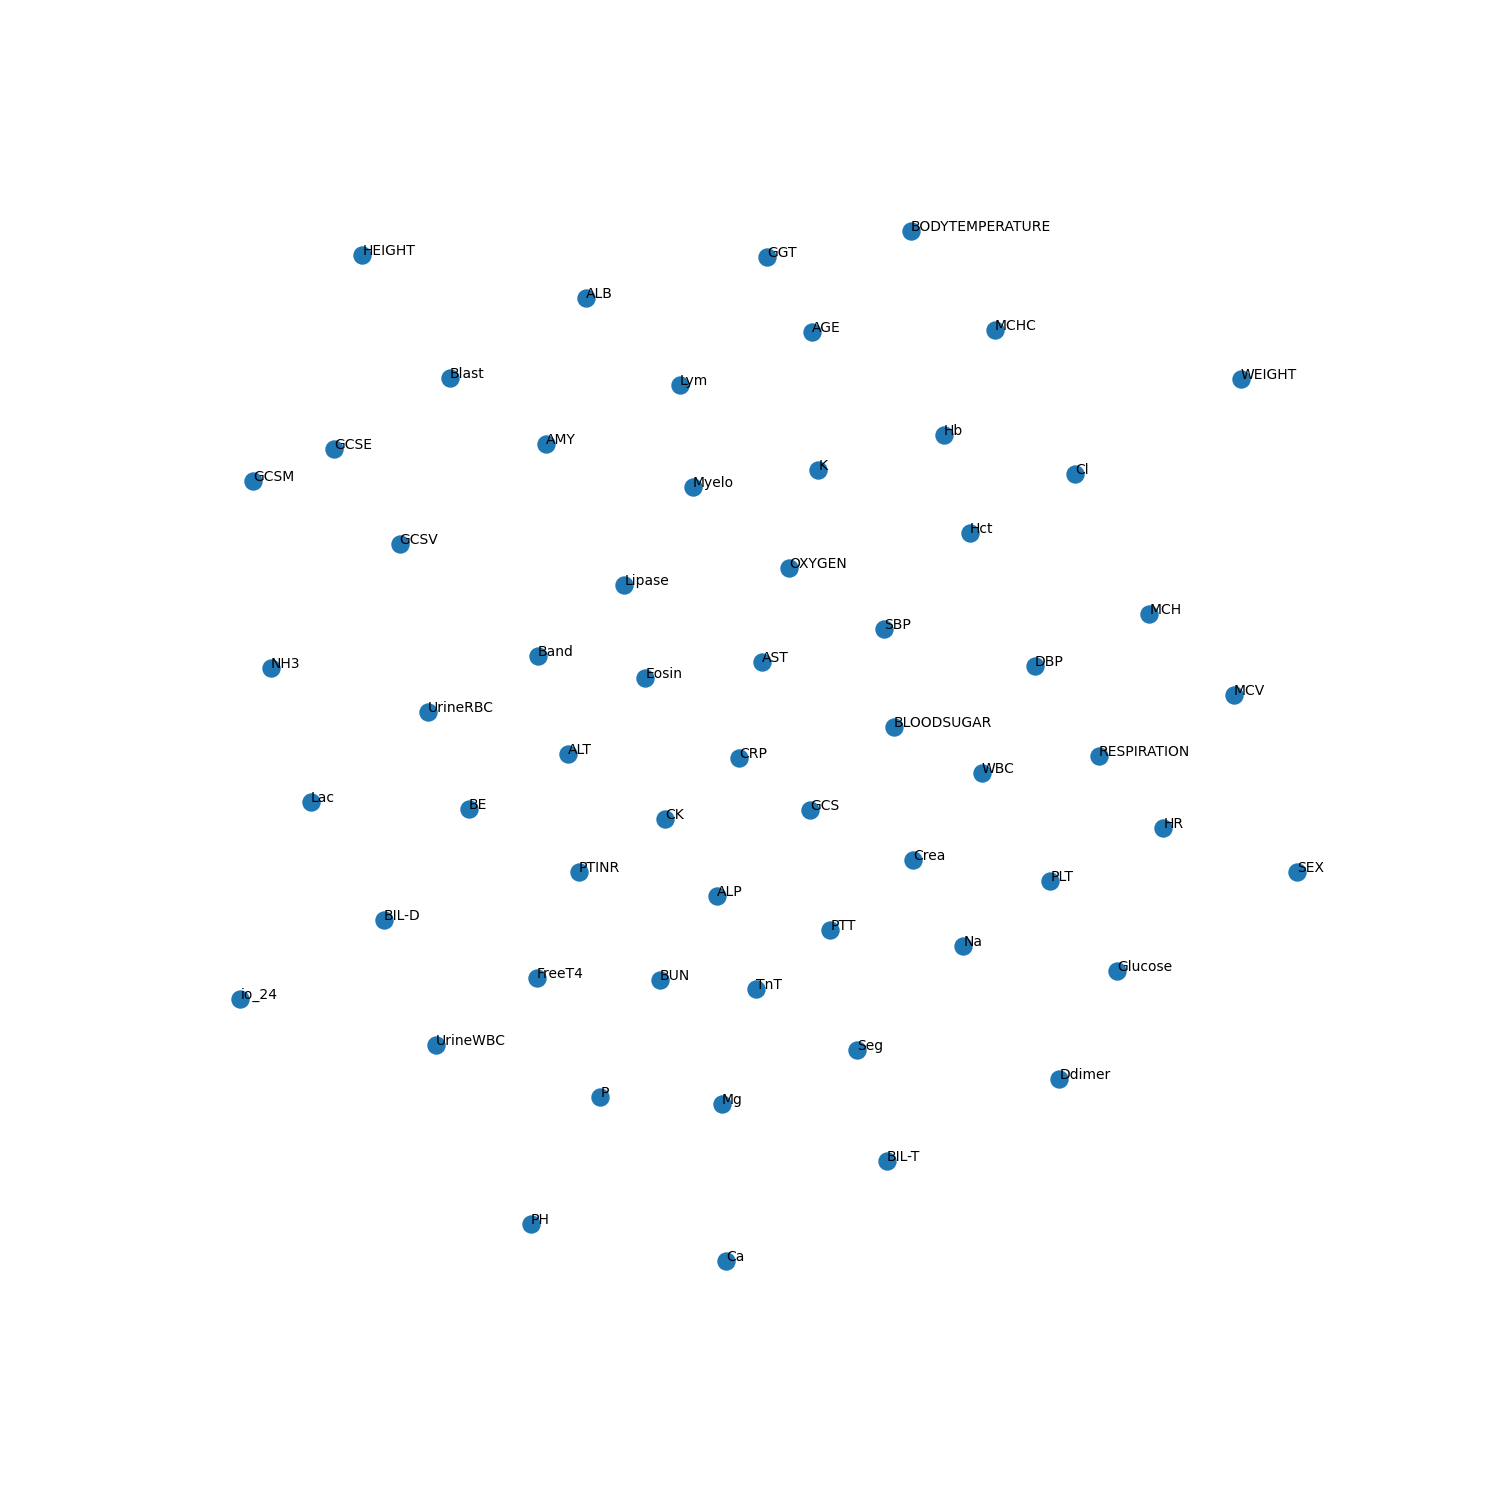 BODYTEMPERATURE
HEIGHT
GGT
ALB
AGE
MCHC
Blast
WEIGHT
Lym
Hb
AMY
GCSE
K
Cl
GCSM
Myelo
Hct
GCSV
OXYGEN
Lipase
MCH
SBP
Band
AST
DBP
NH3
Eosin
MCV
UrineRBC
BLOODSUGAR
ALT
CRP
RESPIRATION
WBC
Lac
BE
GCS
CK
HR
Crea
PTINR
SEX
PLT
ALP
BIL-D
PTT
Na
Glucose
FreeT4
BUN
TnT
io_24
UrineWBC
Seg
Ddimer
P
Mg
BIL-T
PH
Ca